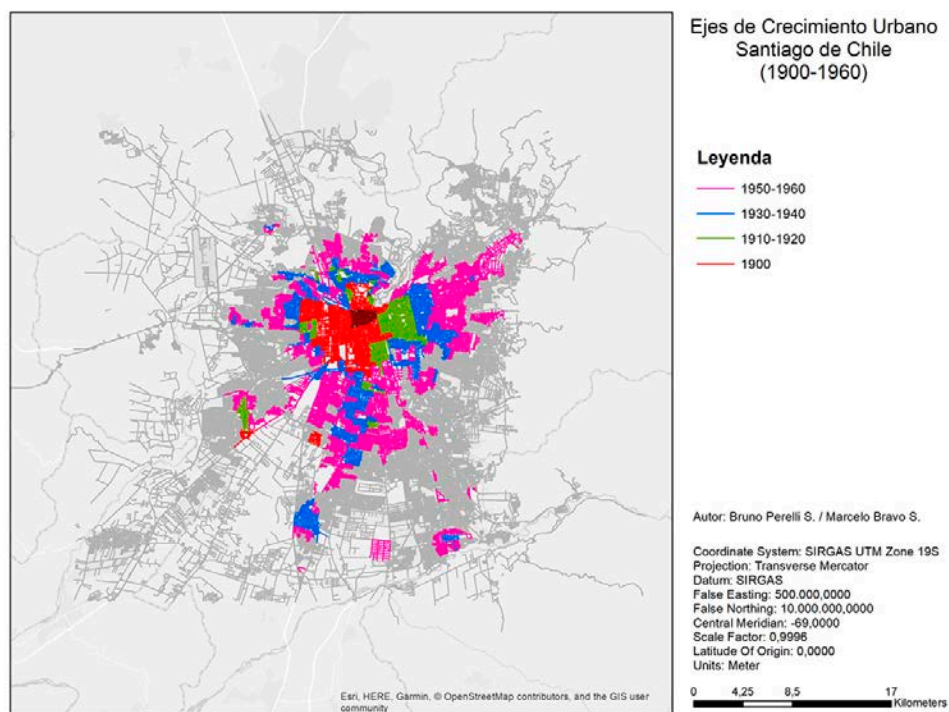 Ejes de Crecimiento Urbano
Santiago de Chile
(1900-1960)
Leyenda
1950-1960
1930-1940
1910-1920
1900
Autor: Bruno Perelli S. / Marcelo Bravo S.
Coordinate System: SIRGAS UTM Zone 19S
Projection: Transverse Mercator
Datum: SIRGAS
False Easting: 500.000,0000
False Northing: 10.000.000,0000
Central Meridian: -69,0000
Scale Factor: 0,9996
Latitude Of Origin: 0,0000
Units: Meter
0 4,25 8,5 17
Kilometers
Esri, HERE, Garmin, © OpenStreetMap contributors, and the GIS user
community